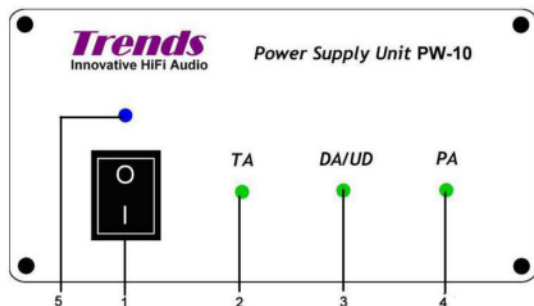 Trends
Innovative HiFi Audio
Power Supply Unit PW-10
TA
DA/UD
PA
O
I
5
1
2
3
4